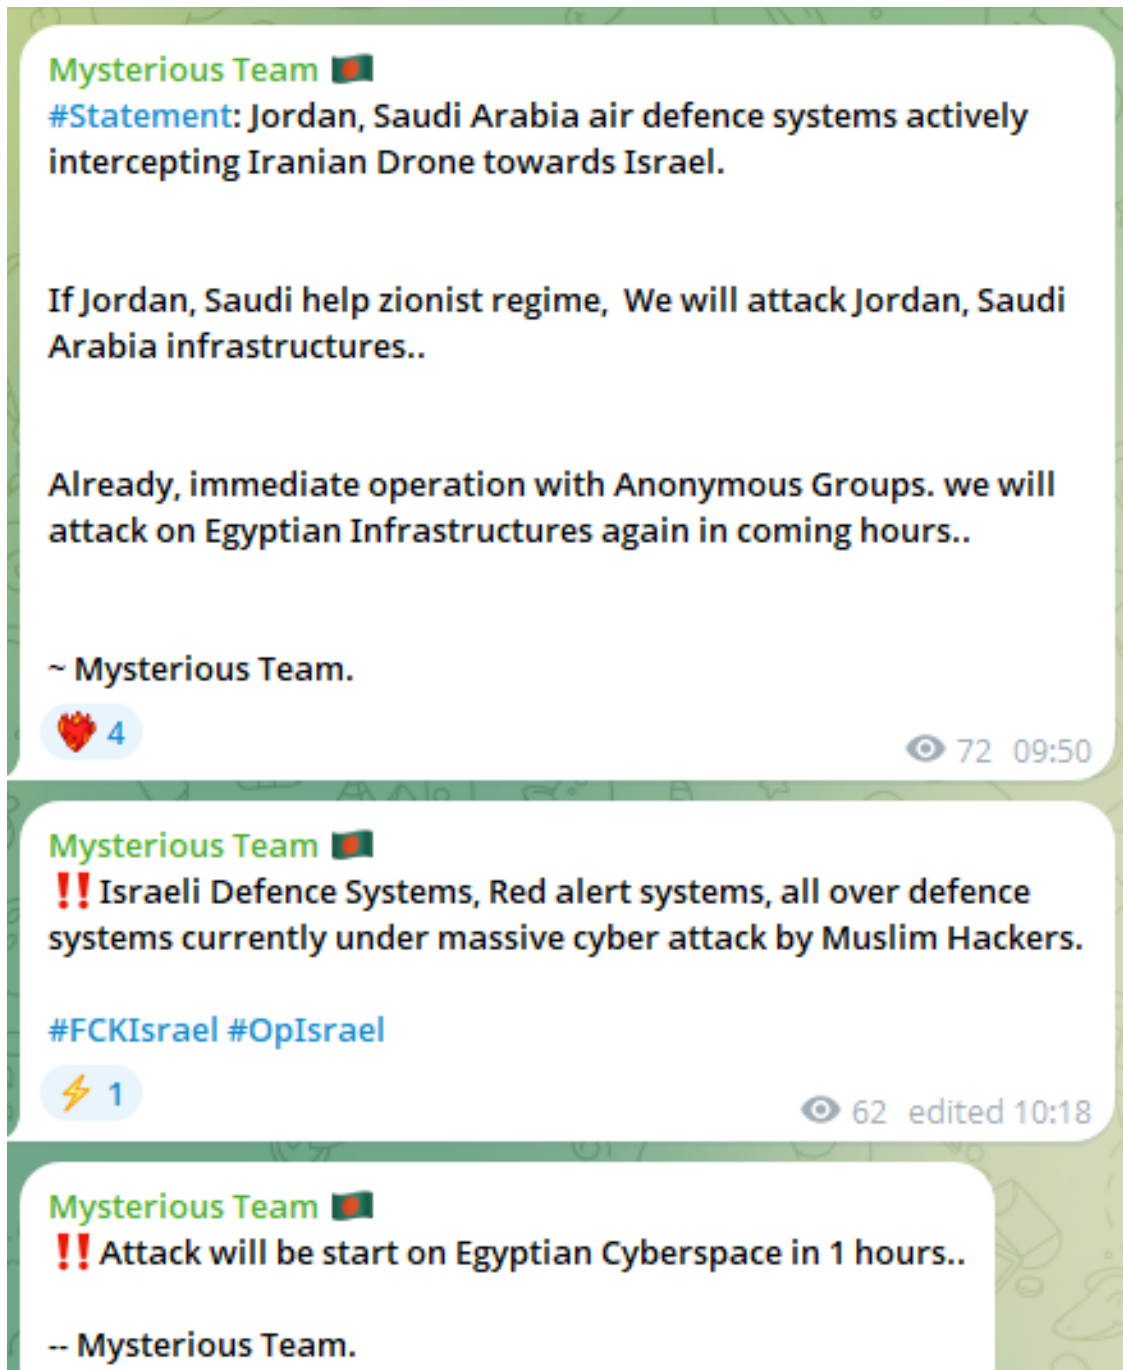 Mysterious Team 🇧🇩
#Statement: Jordan, Saudi Arabia air defence systems actively
intercepting Iranian Drone towards Israel.
If Jordan, Saudi help zionist regime,  We will attack Jordan, Saudi
Arabia infrastructures..
Already, immediate operation with Anonymous Groups. we will
attack on Egyptian Infrastructures again in coming hours..
~ Mysterious Team.
❤️‍🔥 4
72 09:50
Mysterious Team 🇧🇩
‼️Israeli Defence Systems, Red alert systems, all over defence
systems currently under massive cyber attack by Muslim Hackers.
#FCKIsrael #OpIsrael
⚡ 1
62 edited 10:18
Mysterious Team 🇧🇩
‼️Attack will be start on Egyptian Cyberspace in 1 hours..
-- Mysterious Team.